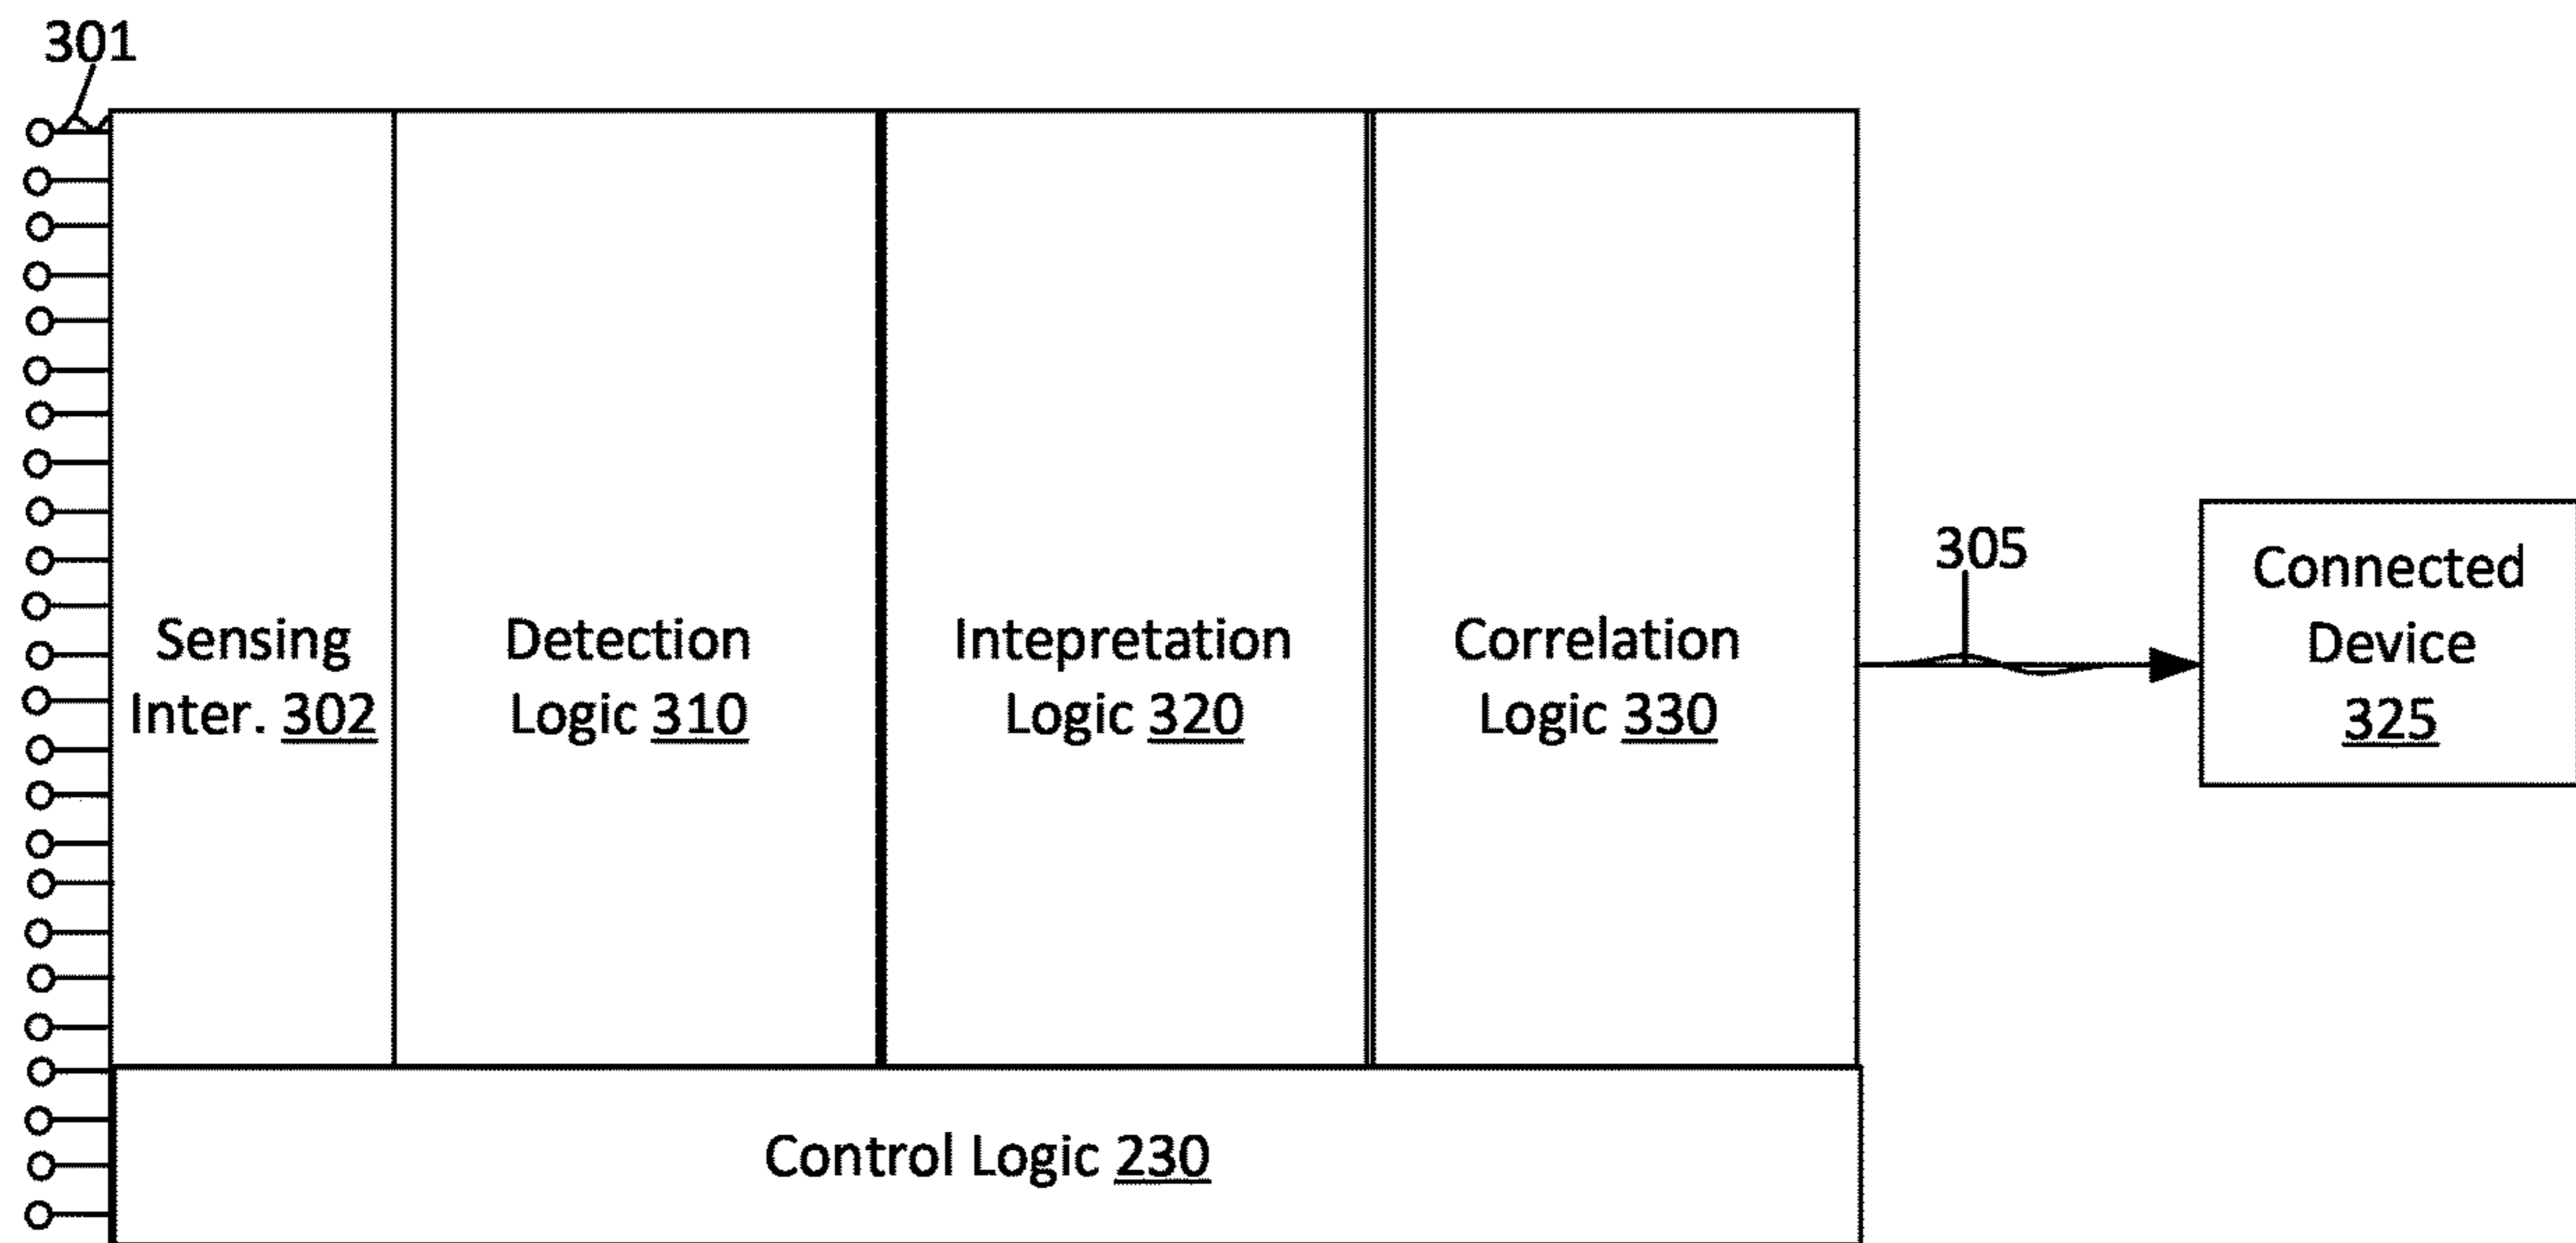 301
Sensing
Inter. 302
Detection
Logic 310
Intepretation
Logic 320
Correlation
Logic 330
305
Connected
Device
325
Control Logic 230